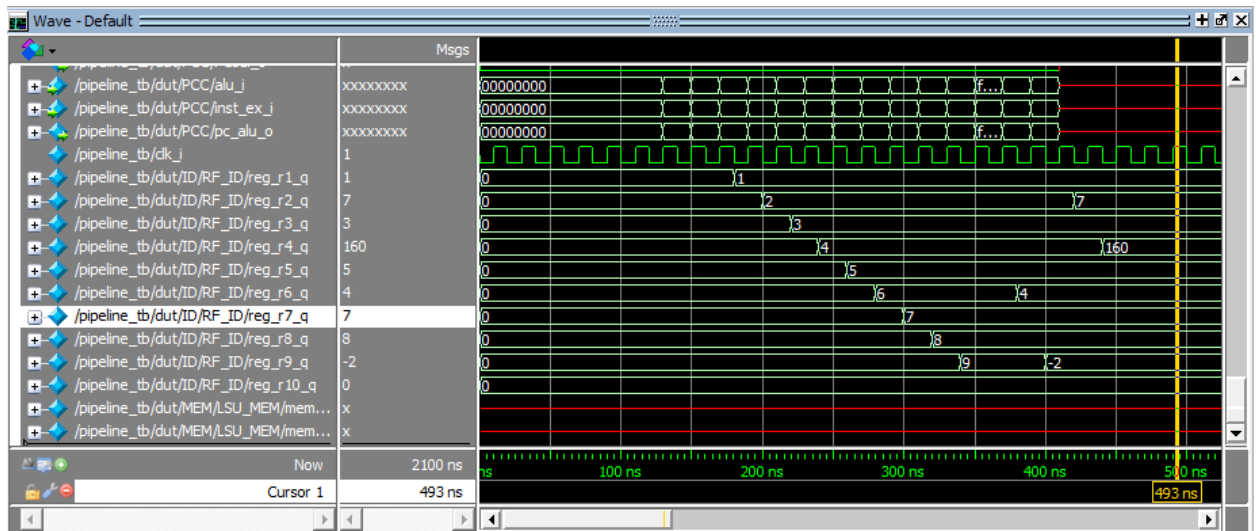 Wave - Default
Msgs
/pipeline_tb/dut/PCC/alu_i xxxxxxxx 00000000 f...
/pipeline_tb/dut/PCC/inst_ex_i xxxxxxxx 00000000
/pipeline_tb/dut/PCC/pc_alu_o xxxxxxxx 00000000 f...
/pipeline_tb/clk_i 1
/pipeline_tb/dut/ID/RF_ID/reg_r1_q 1 0 1
/pipeline_tb/dut/ID/RF_ID/reg_r2_q 7 0 2 7
/pipeline_tb/dut/ID/RF_ID/reg_r3_q 3 0 3
/pipeline_tb/dut/ID/RF_ID/reg_r4_q 160 0 4 160
/pipeline_tb/dut/ID/RF_ID/reg_r5_q 5 0 5
/pipeline_tb/dut/ID/RF_ID/reg_r6_q 4 0 6 4
/pipeline_tb/dut/ID/RF_ID/reg_r7_q 7 0 7
/pipeline_tb/dut/ID/RF_ID/reg_r8_q 8 0 8
/pipeline_tb/dut/ID/RF_ID/reg_r9_q -2 0 9 -2
/pipeline_tb/dut/ID/RF_ID/reg_r10_q 0 0
/pipeline_tb/dut/MEM/LSU_MEM/mem... x
/pipeline_tb/dut/MEM/LSU_MEM/mem... x
Now 2100 ns ns 100 ns 200 ns 300 ns 400 ns 500 ns
Cursor 1 493 ns 493 ns